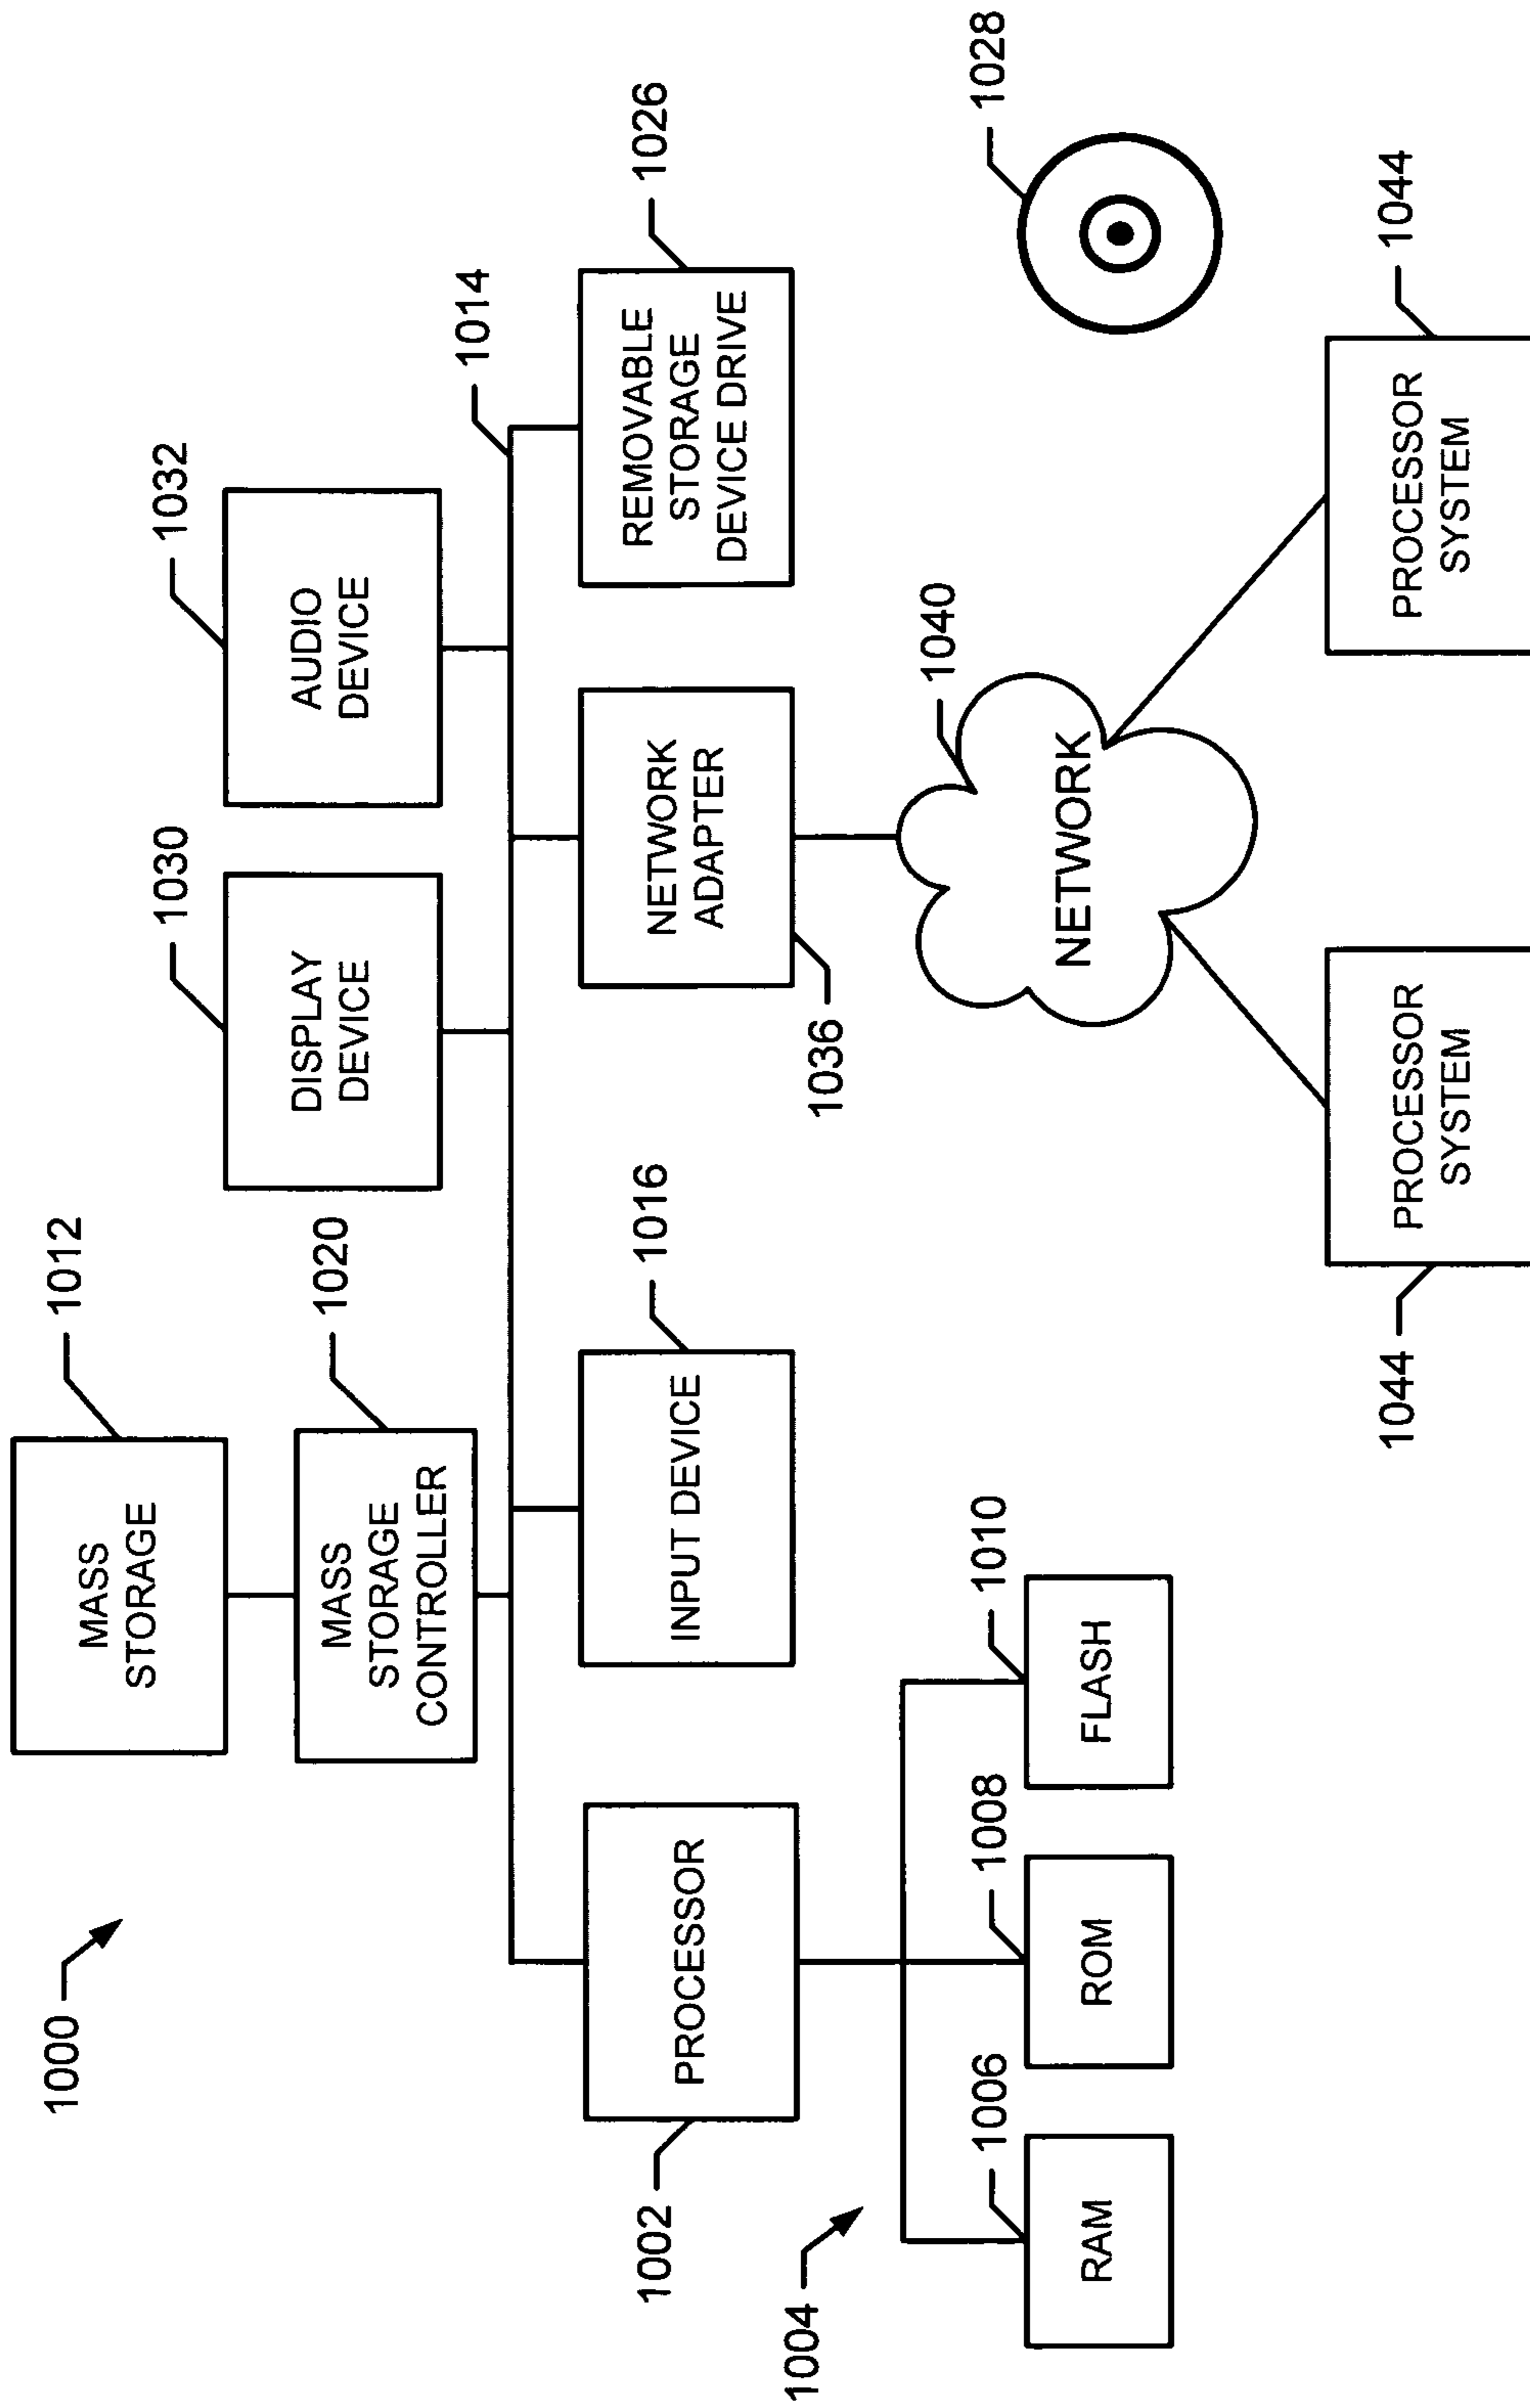 1000
1012
MASS
STORAGE
1020
MASS
STORAGE
CONTROLLER
1030
DISPLAY
DEVICE
1032
AUDIO
DEVICE
1014
1002
PROCESSOR
1016
INPUT DEVICE
1036
NETWORK
ADAPTER
1026
REMOVABLE
STORAGE
DEVICE DRIVE
1004
1006
RAM
1008
ROM
1010
FLASH
1040
NETWORK
1028
1044
PROCESSOR
SYSTEM
1044
PROCESSOR
SYSTEM